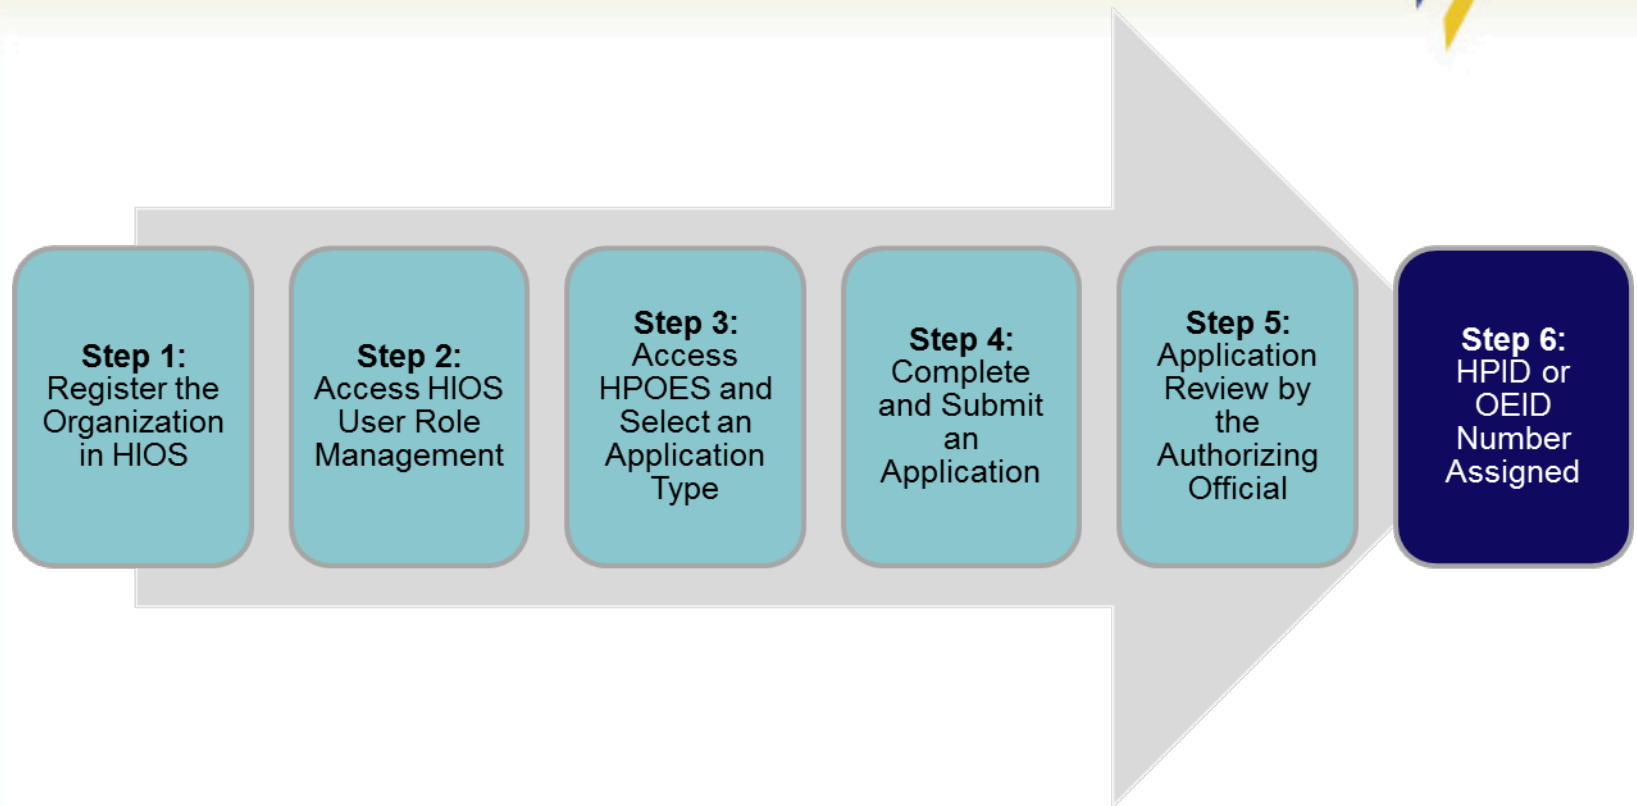 Step 1:
Register the
Organization
in HIOS
Step 2:
Access HIOS
User Role
Management
Step 3:
Access
HPOES and
Select an
Application
Type
Step 4:
Complete
and Submit
an
Application
Step 5:
Application
Review by
the
Authorizing
Official
Step 6:
HPID or
OEID
Number
Assigned